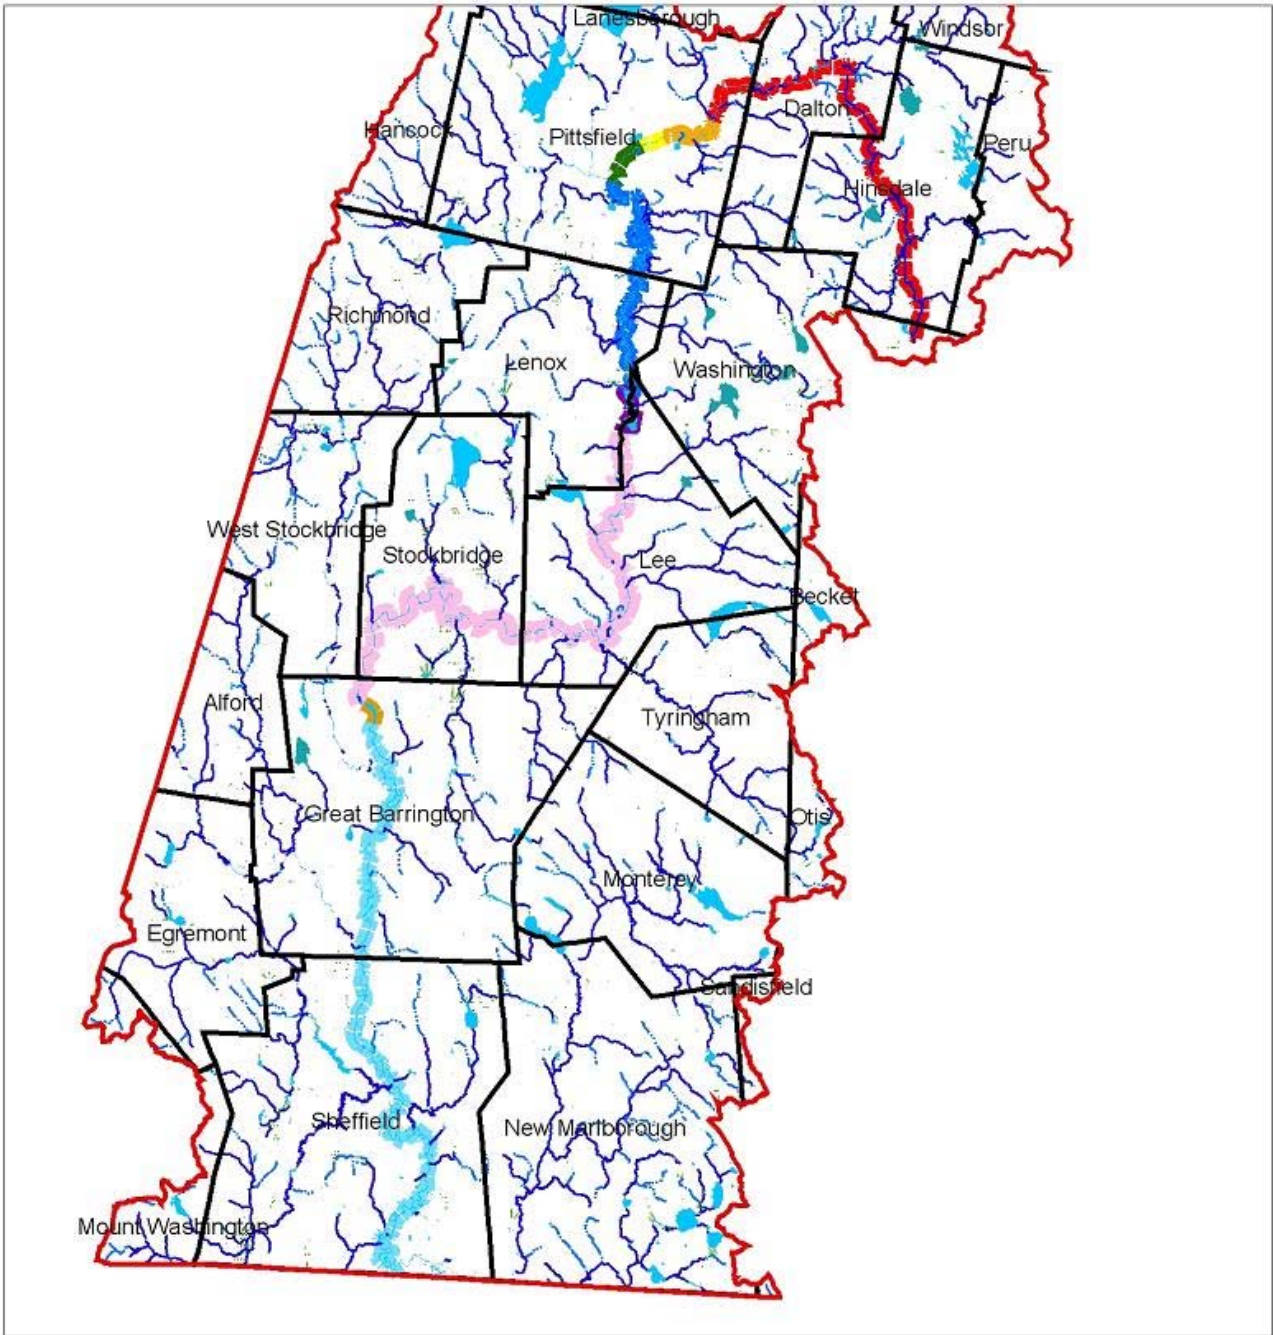 Lanesborough
Windsor
Dalton
Hancock
Pittsfield
Peru
Hinsdale
Richmond
Lenox
Washington
West Stockbridge
Stockbridge
Lee
Becket
Alford
Tyringham
Great Barrington
Otis
Monterey
Egremont
Sandisfield
Sheffield
New Marlborough
Mount Washington